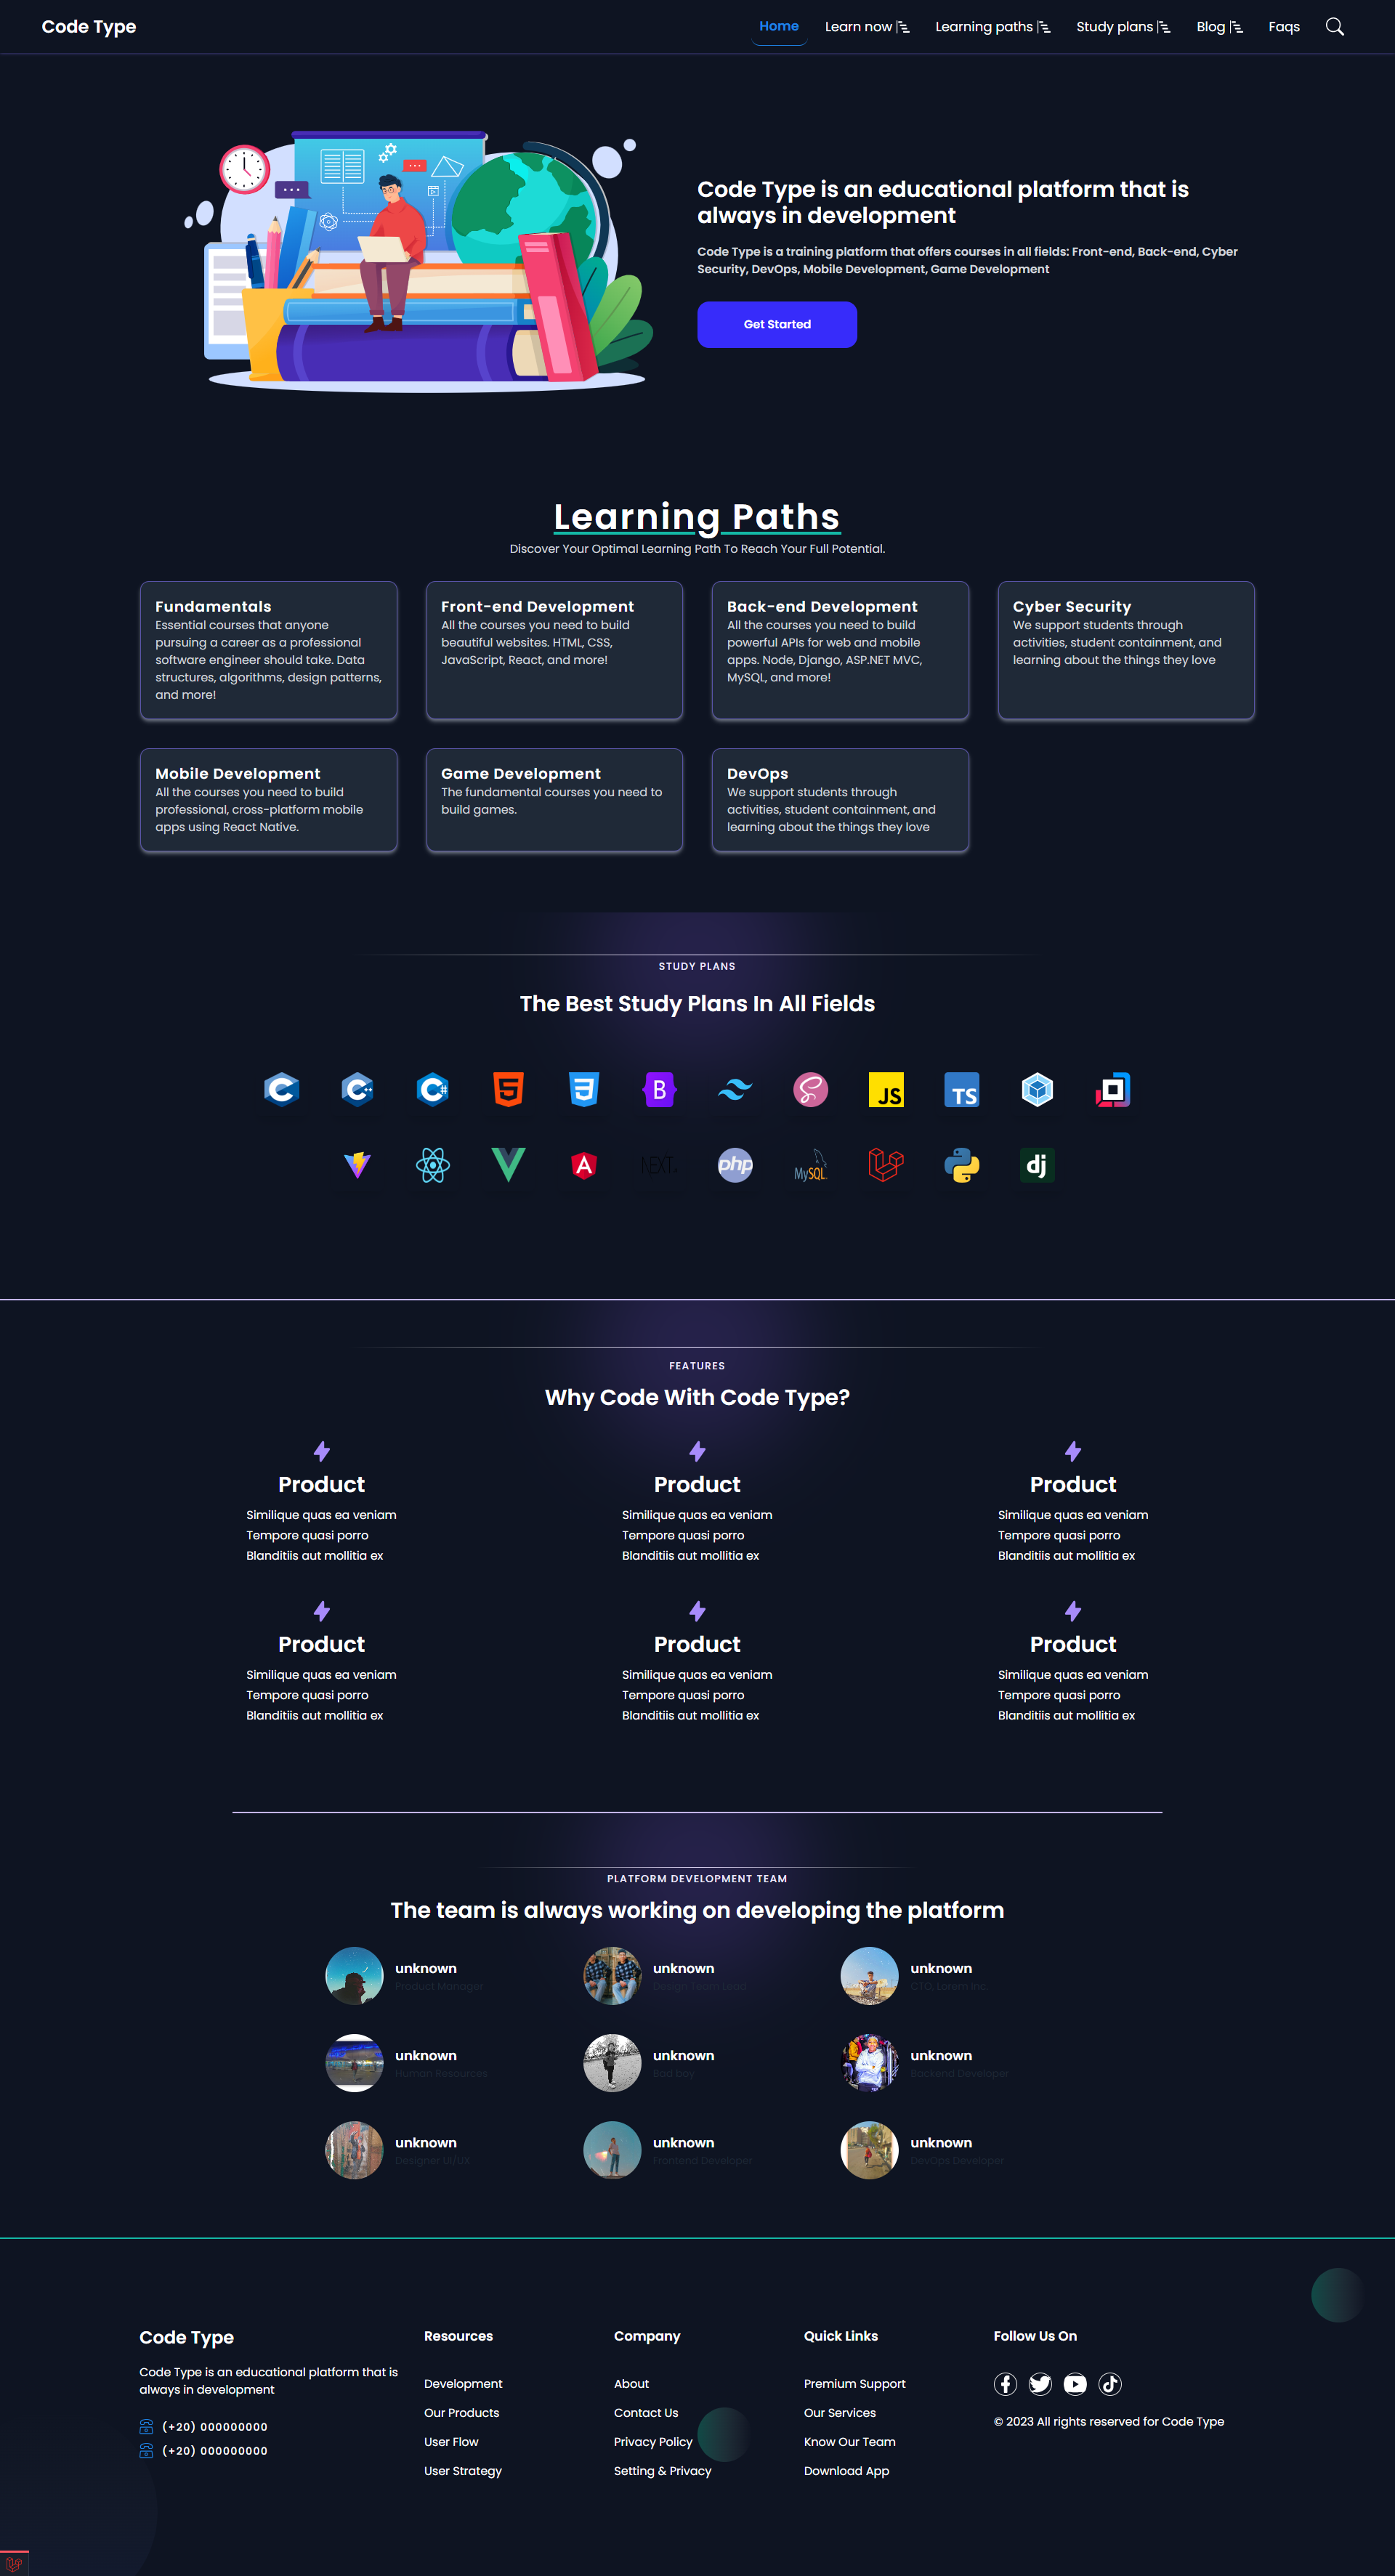 Code Type
Home
Learn now
Learning paths
Study plans
Blog
Faqs
Code Type is an educational platform that is
always in development
Code Type is a training platform that offers courses in all fields: Front-end, Back-end, Cyber
Security, DevOps, Mobile Development, Game Development
Get Started
Learning Paths
Discover Your Optimal Learning Path To Reach Your Full Potential.
Fundamentals
Essential courses that anyone
pursuing a career as a professional
software engineer should take. Data
structures, algorithms, design patterns,
and more!
Front-end Development
All the courses you need to build
beautiful websites. HTML, CSS,
JavaScript, React, and more!
Back-end Development
All the courses you need to build
powerful APIs for web and mobile
apps. Node, Django, ASP.NET MVC,
MySQL, and more!
Cyber Security
We support students through
activities, student containment, and
learning about the things they love
Mobile Development
All the courses you need to build
professional, cross-platform mobile
apps using React Native.
Game Development
The fundamental courses you need to
build games.
DevOps
We support students through
activities, student containment, and
learning about the things they love
STUDY PLANS
The Best Study Plans In All Fields
C
C++
C#
5
3
B
S
JS
TS
A
NEXT
php
MySQL
dj
FEATURES
Why Code With Code Type?
Product
Similique quas ea veniam
Tempore quasi porro
Blanditiis aut mollitia ex
Product
Similique quas ea veniam
Tempore quasi porro
Blanditiis aut mollitia ex
Product
Similique quas ea veniam
Tempore quasi porro
Blanditiis aut mollitia ex
Product
Similique quas ea veniam
Tempore quasi porro
Blanditiis aut mollitia ex
Product
Similique quas ea veniam
Tempore quasi porro
Blanditiis aut mollitia ex
Product
Similique quas ea veniam
Tempore quasi porro
Blanditiis aut mollitia ex
PLATFORM DEVELOPMENT TEAM
The team is always working on developing the platform
unknown
Product Manager
unknown
Design Team Lead
unknown
CTO, Lorem Inc.
unknown
Human Resources
unknown
Bad boy
unknown
Backend Developer
unknown
Designer UI/UX
unknown
Frontend Developer
unknown
DevOps Developer
Code Type
Code Type is an educational platform that is
always in development
(+20) 000000000
(+20) 000000000
Resources
Development
Our Products
User Flow
User Strategy
Company
About
Contact Us
Privacy Policy
Setting & Privacy
Quick Links
Premium Support
Our Services
Know Our Team
Download App
Follow Us On
© 2023 All rights reserved for Code Type